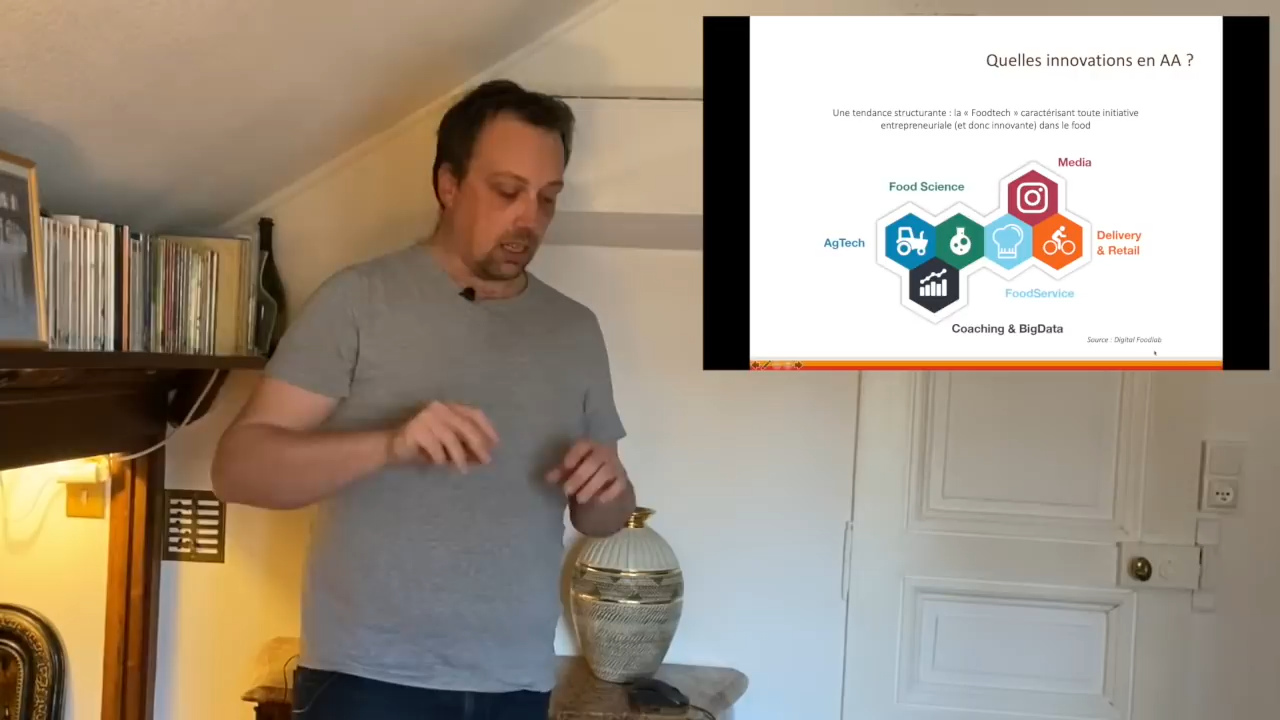 Quelles innovations en AA ?
Une tendance structurante : la « Foodtech » caractérisant toute initiative
entrepreneuriale (et donc innovante) dans le food
Media
Food Science
AgTech
Delivery
& Retail
FoodService
Coaching & BigData
Source : Digital Foodlab